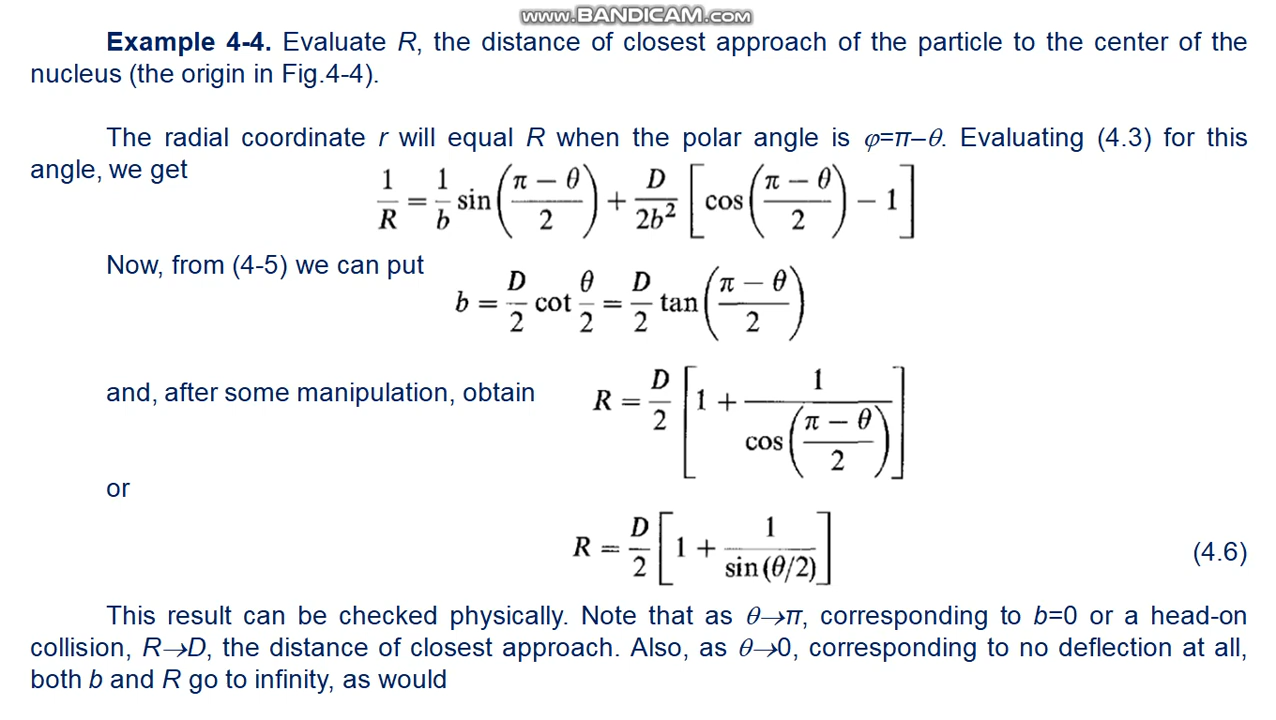 www.BANDICAM.com
Example 4-4. Evaluate R, the distance of closest approach of the particle to the center of the
nucleus (the origin in Fig.4-4).
The radial coordinate r will equal R when the polar angle is φ=π−θ. Evaluating (4.3) for this
angle, we get
1/R = 1/b sin((π − θ)/2) + D/2b² [cos((π − θ)/2) − 1]
Now, from (4-5) we can put
b = D/2 cot θ/2 = D/2 tan((π − θ)/2)
and, after some manipulation, obtain R = D/2 [1 + 1/cos((π − θ)/2)]
or
R = D/2 [1 + 1/sin (θ/2)] (4.6)
This result can be checked physically. Note that as θ→π, corresponding to b=0 or a head-on
collision, R→D, the distance of closest approach. Also, as θ→0, corresponding to no deflection at all,
both b and R go to infinity, as would